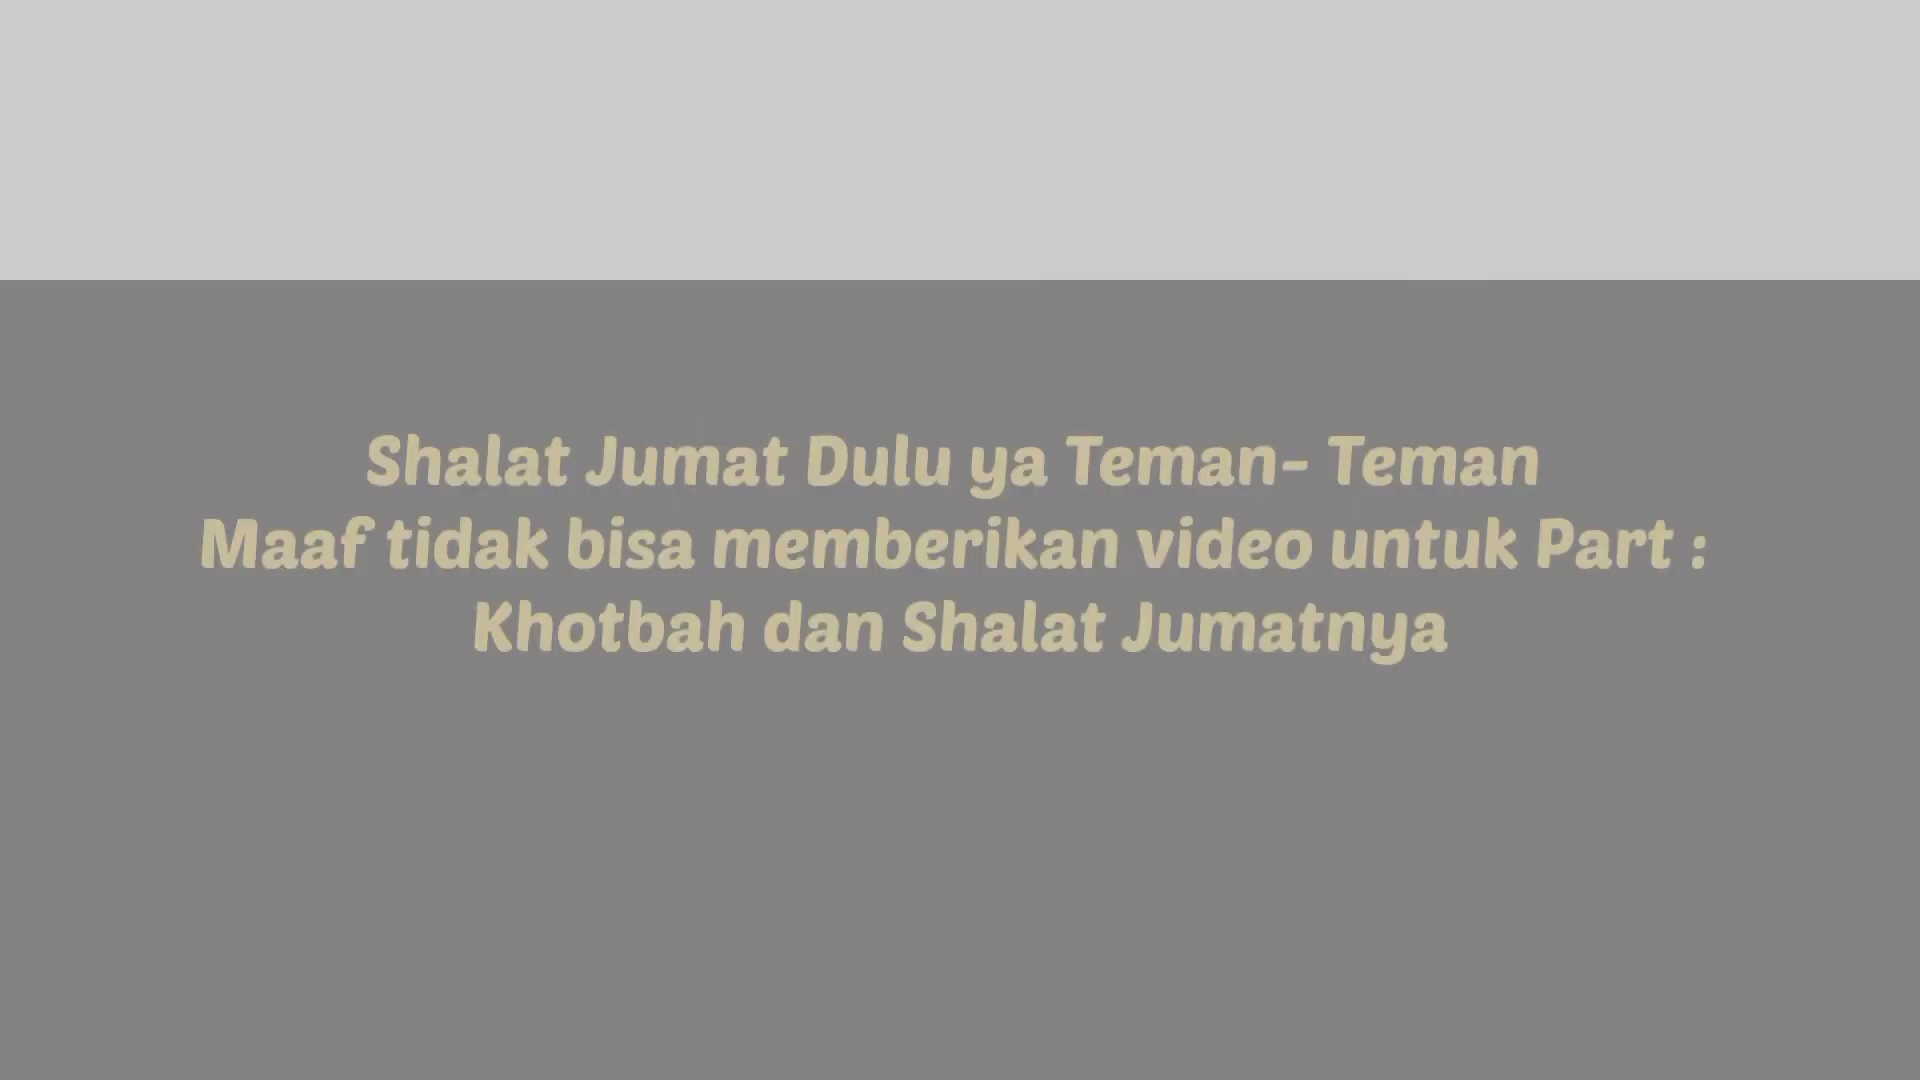 Shalat Jumat Dulu ya Teman- Teman
Maaf tidak bisa memberikan video untuk Part :
Khotbah dan Shalat Jumatnya